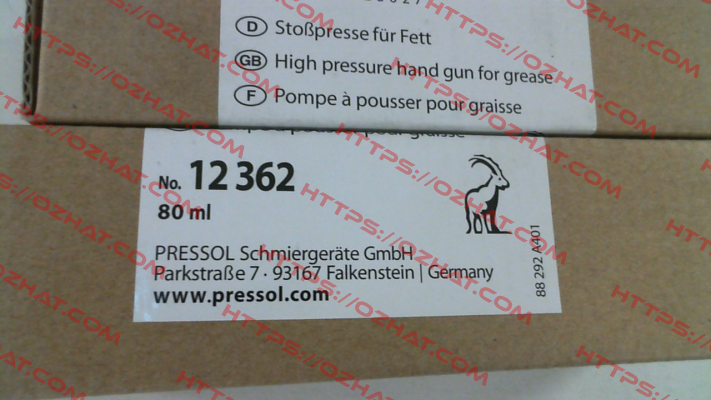 D Stoßpresse für Fett
GB High pressure hand gun for grease
F Pompe à pousser pour graisse
No. 12 362
80 ml
PRESSOL Schmiergeräte GmbH
Parkstraße 7 · 93167 Falkenstein | Germany
www.pressol.com
88 292 A401
HTTPS://OZHAT.COM